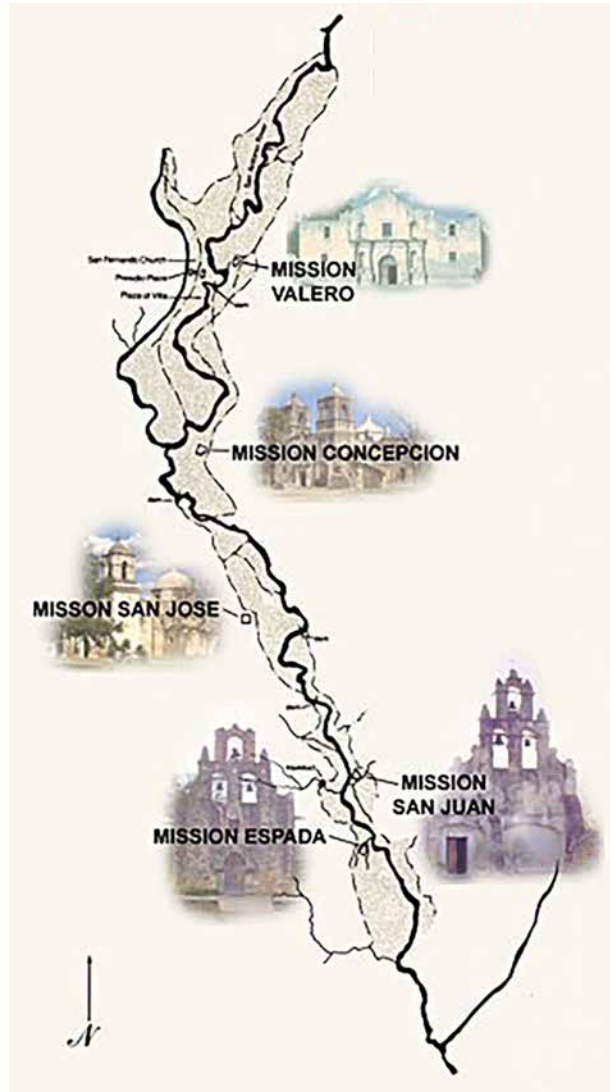 MISSION
VALERO
San Fernando Church
Presidio Plaza
Plaza of Villa
MISSION CONCEPCION
MISSON SAN JOSE
MISSION
SAN JUAN
MISSION ESPADA
N